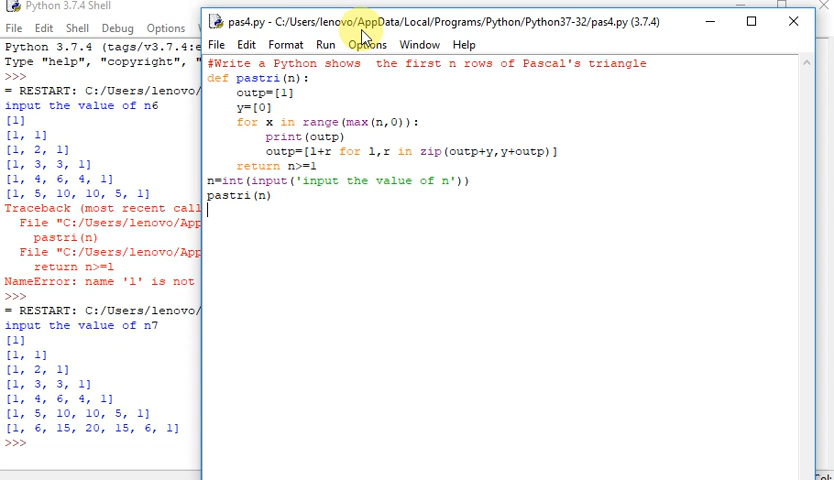 Python 3.7.4 Shell
File Edit Shell Debug Options
Python 3.7.4 (tags/v3.7.4:e
Type "help", "copyright", "
>>>
= RESTART: C:/Users/lenovo/
input the value of n6
[1]
[1, 1]
[1, 2, 1]
[1, 3, 3, 1]
[1, 4, 6, 4, 1]
[1, 5, 10, 10, 5, 1]
Traceback (most recent call
File "C:/Users/lenovo/App
pastri(n)
File "C:/Users/lenovo/App
return n>=l
NameError: name 'l' is not
>>>
= RESTART: C:/Users/lenovo/
input the value of n7
[1]
[1, 1]
[1, 2, 1]
[1, 3, 3, 1]
[1, 4, 6, 4, 1]
[1, 5, 10, 10, 5, 1]
[1, 6, 15, 20, 15, 6, 1]
>>>
pas4.py - C:/Users/lenovo/AppData/Local/Programs/Python/Python37-32/pas4.py (3.7.4)
File Edit Format Run Options Window Help
#Write a Python shows  the first n rows of Pascal's triangle
def pastri(n):
    outp=[1]
    y=[0]
    for x in range(max(n,0)):
        print(outp)
        outp=[l+r for l,r in zip(outp+y,y+outp)]
    return n>=1
n=int(input('input the value of n'))
pastri(n)